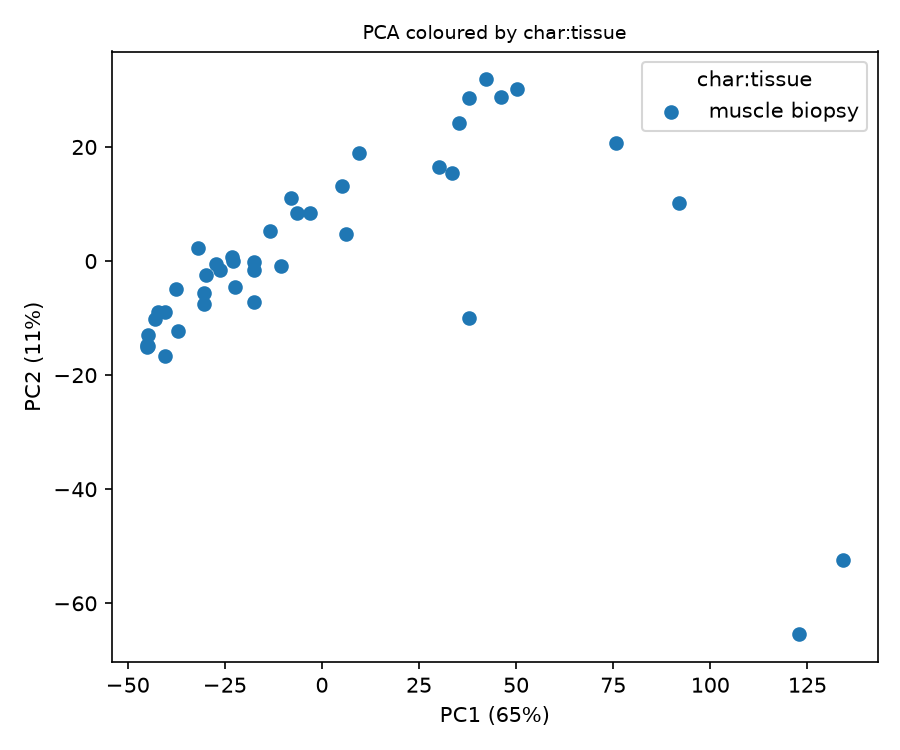 PCA coloured by char:tissue
char:tissue
muscle biopsy
20
0
−20
−40
−60
PC2 (11%)
−50
−25
0
25
50
75
100
125
PC1 (65%)